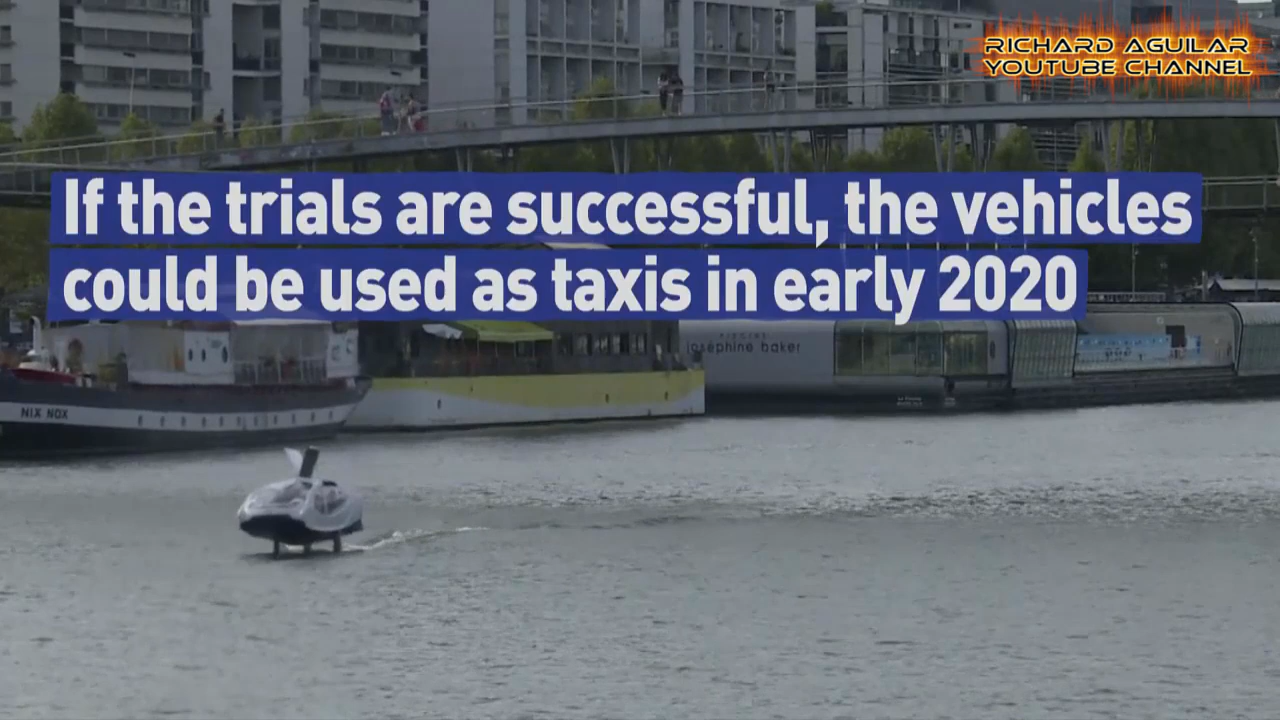 RICHARD AGUILAR
YOUTUBE CHANNEL
If the trials are successful, the vehicles
could be used as taxis in early 2020
josephine baker
NIX NOX